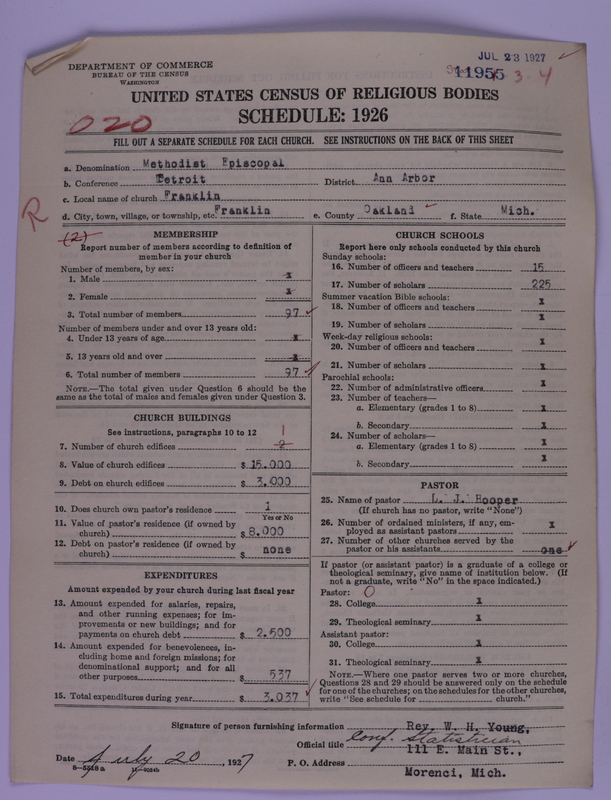 JUL 23 1927
DEPARTMENT OF COMMERCE
BUREAU OF THE CENSUS
WASHINGTON
11955 3-4
UNITED STATES CENSUS OF RELIGIOUS BODIES
SCHEDULE: 1926
020
FILL OUT A SEPARATE SCHEDULE FOR EACH CHURCH. SEE INSTRUCTIONS ON THE BACK OF THIS SHEET
a. Denomination Methodist Episcopal
b. Conference Detroit District Ann Arbor
c. Local name of church Franklin
d. City, town, village, or township, etc. Franklin e. County Oakland f. State Mich.
R
(2)
MEMBERSHIP
Report number of members according to definition of
member in your church
Number of members, by sex:
1. Male x
2. Female x
3. Total number of members 97
Number of members under and over 13 years old:
4. Under 13 years of age x
5. 13 years old and over x
6. Total number of members 97
NOTE.—The total given under Question 6 should be the
same as the total of males and females given under Question 3.
CHURCH BUILDINGS
See instructions, paragraphs 10 to 12 1
7. Number of church edifices 2
8. Value of church edifices $ 15.000
9. Debt on church edifices $ 3.000
10. Does church own pastor's residence 1
Yes or No
11. Value of pastor's residence (if owned by
church) $ 8.000
12. Debt on pastor's residence (if owned by
church) $ none
EXPENDITURES
Amount expended by your church during last fiscal year
13. Amount expended for salaries, repairs,
and other running expenses; for im-
provements or new buildings; and for
payments on church debt $ 2.500
14. Amount expended for benevolences, in-
cluding home and foreign missions; for
denominational support; and for all
other purposes $ 537
15. Total expenditures during year $ 3.037
CHURCH SCHOOLS
Report here only schools conducted by this church
Sunday schools:
16. Number of officers and teachers 15
17. Number of scholars 225
Summer vacation Bible schools:
18. Number of officers and teachers x
19. Number of scholars x
Week-day religious schools:
20. Number of officers and teachers x
21. Number of scholars x
Parochial schools:
22. Number of administrative officers x
23. Number of teachers—
a. Elementary (grades 1 to 8) x
b. Secondary x
24. Number of scholars—
a. Elementary (grades 1 to 8) x
b. Secondary x
PASTOR
25. Name of pastor L. J. Hooper
(If church has no pastor, write "None")
26. Number of ordained ministers, if any, em-
ployed as assistant pastors x
27. Number of other churches served by the
pastor or his assistants one
If pastor (or assistant pastor) is a graduate of a college or
theological seminary, give name of institution below. (If
not a graduate, write "No" in the space indicated.)
Pastor: O
28. College x
29. Theological seminary x
Assistant pastor:
30. College x
31. Theological seminary x
NOTE.—Where one pastor serves two or more churches,
Questions 28 and 29 should be answered only on the schedule
for one of the churches; on the schedules for the other churches,
write "See schedule for church."
Signature of person furnishing information Rev. W. H. Young,
Official title Conf. Statistician
111 E. Main St.,
Date July 20, 1927 P. O. Address
Morenci, Mich.